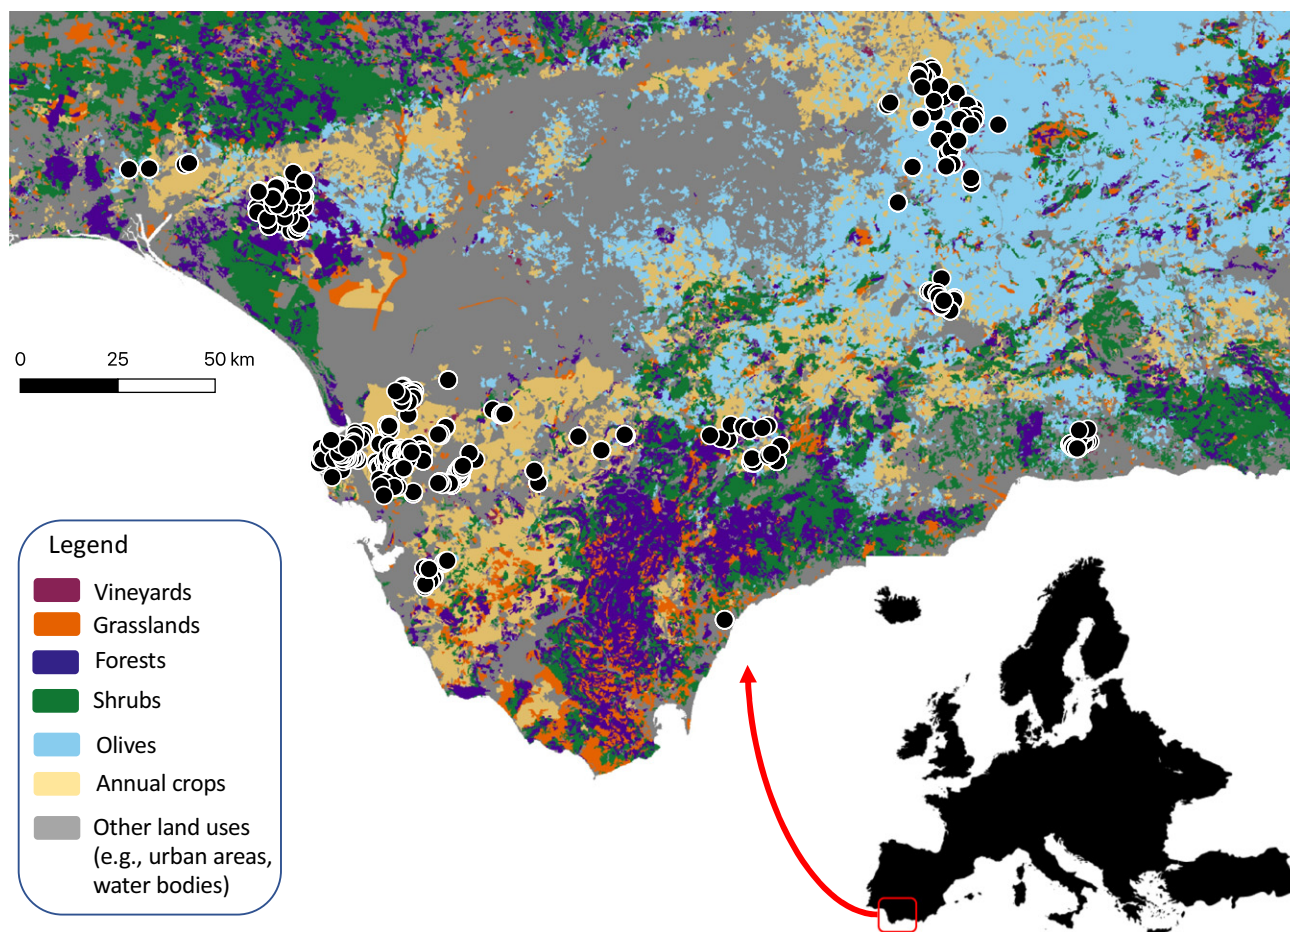 0 25 50 km
Legend
Vineyards
Grasslands
Forests
Shrubs
Olives
Annual crops
Other land uses
(e.g., urban areas,
water bodies)